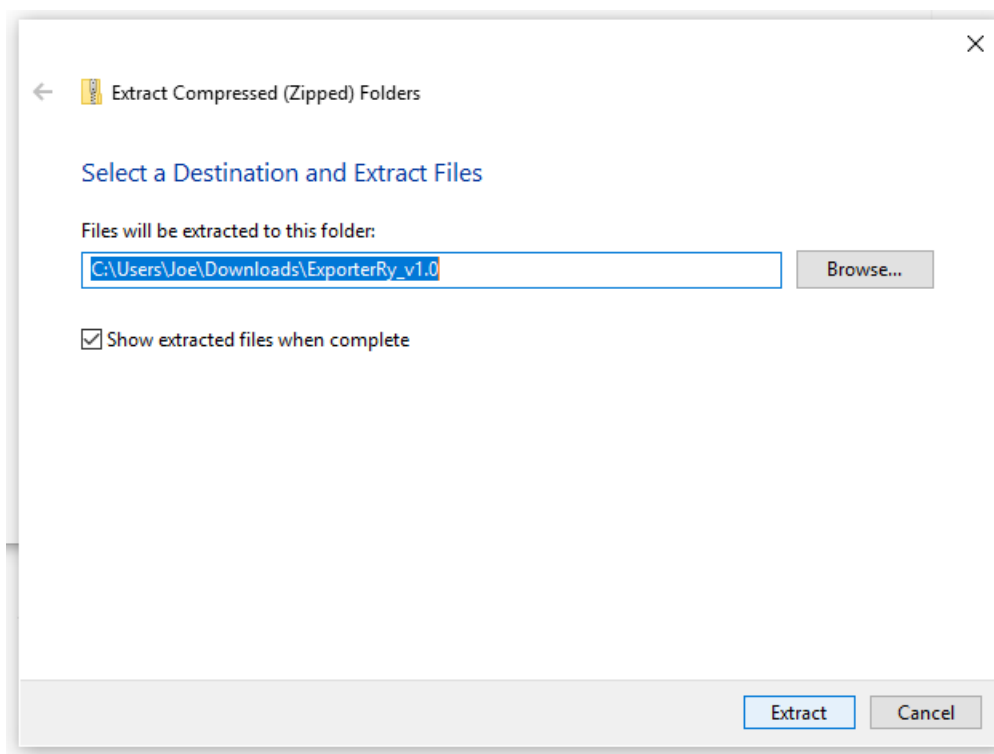 Extract Compressed (Zipped) Folders
Select a Destination and Extract Files
Files will be extracted to this folder:
C:\Users\Joe\Downloads\ExporterRy_v1.0
Browse...
Show extracted files when complete
Extract
Cancel